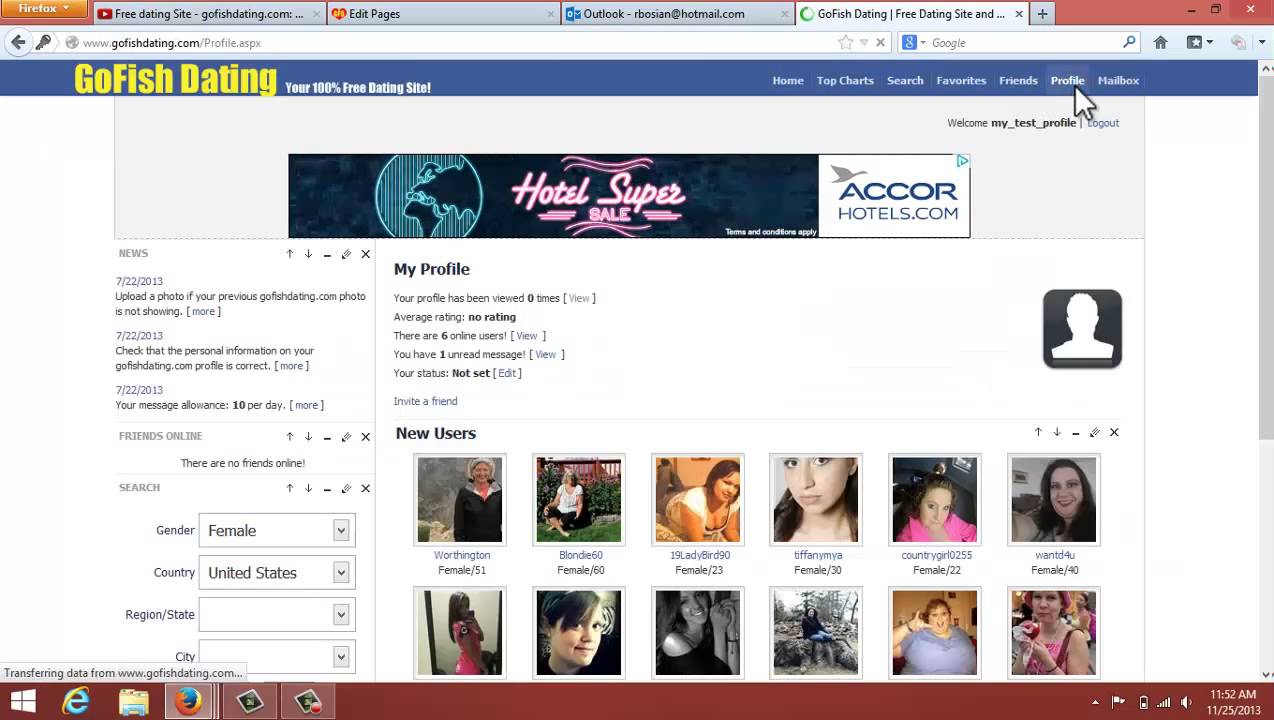 Firefox
Free dating Site - gofishdating.com: ...
Edit Pages
Outlook - rbosian@hotmail.com
GoFish Dating | Free Dating Site and ...
www.gofishdating.com/Profile.aspx
Google
GoFish Dating Your 100% Free Dating Site!
Home Top Charts Search Favorites Friends Profile Mailbox
Welcome my_test_profile | Logout
Hotel Super
SALE
ACCOR
HOTELS.COM
Terms and conditions apply
NEWS
7/22/2013
Upload a photo if your previous gofishdating.com photo
is not showing. [ more ]
7/22/2013
Check that the personal information on your
gofishdating.com profile is correct. [ more ]
7/22/2013
Your message allowance: 10 per day. [ more ]
FRIENDS ONLINE
There are no friends online!
SEARCH
Gender Female
Country United States
Region/State
City
My Profile
Your profile has been viewed 0 times [ View ]
Average rating: no rating
There are 6 online users! [ View ]
You have 1 unread message! [ View ]
Your status: Not set [ Edit ]
Invite a friend
New Users
Worthington Blondie60 19LadyBird90 tiffanymya countrygirl0255 wantd4u
Female/51 Female/60 Female/23 Female/30 Female/22 Female/40
Transferring data from www.gofishdating.com...
11:52 AM
11/25/2013